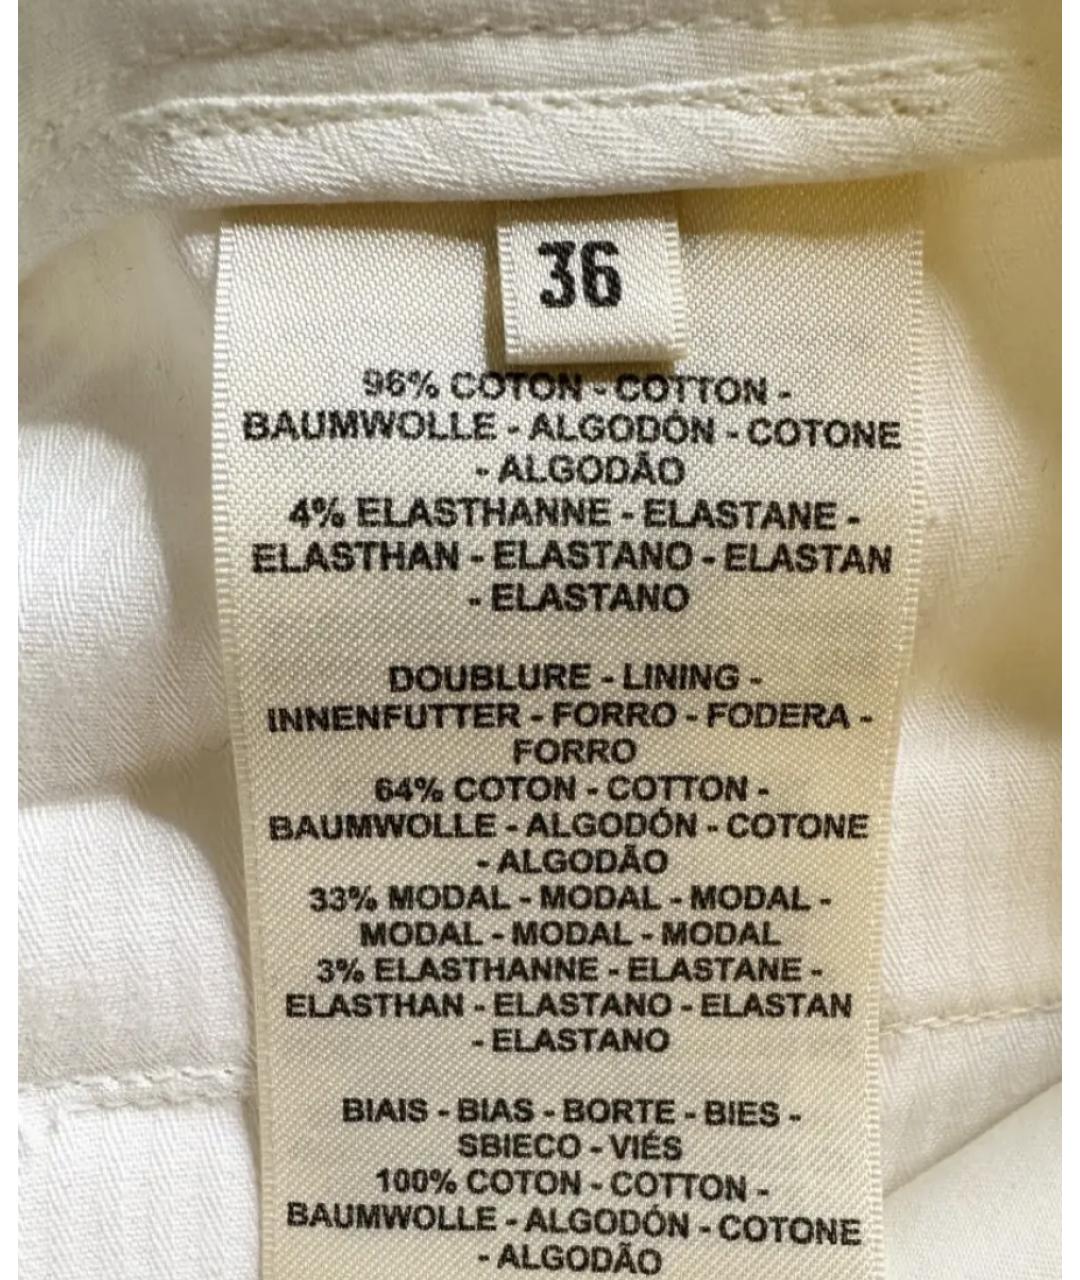 36
96% COTON - COTTON -
BAUMWOLLE - ALGODÓN - COTONE
- ALGODÃO
4% ELASTHANNE - ELASTANE -
ELASTHAN - ELASTANO - ELASTAN
- ELASTANO
DOUBLURE - LINING -
INNENFUTTER - FORRO - FODERA -
FORRO
64% COTON - COTTON -
BAUMWOLLE - ALGODÓN - COTONE
- ALGODÃO
33% MODAL - MODAL - MODAL -
MODAL - MODAL - MODAL
3% ELASTHANNE - ELASTANE -
ELASTHAN - ELASTANO - ELASTAN
- ELASTANO
BIAIS - BIAS - BORTE - BIES -
SBIECO - VIÉS
100% COTON - COTTON -
BAUMWOLLE - ALGODÓN - COTONE
- ALGODÃO